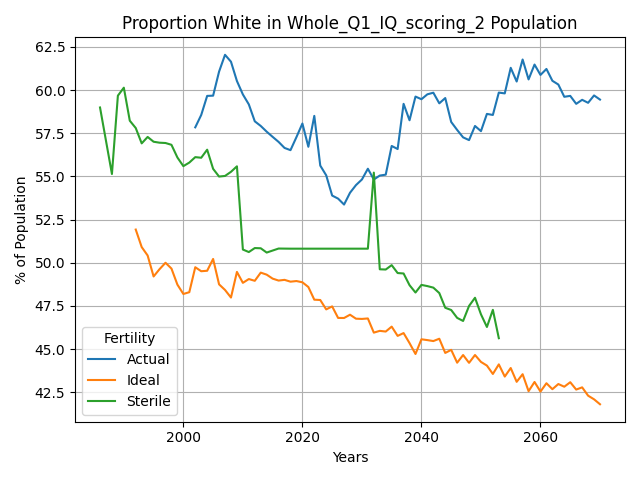 Proportion White in Whole_Q1_IQ_scoring_2 Population
% of Population
62.5
60.0
57.5
55.0
52.5
50.0
47.5
45.0
42.5
Fertility
Actual
Ideal
Sterile
2000
2020
2040
2060
Years